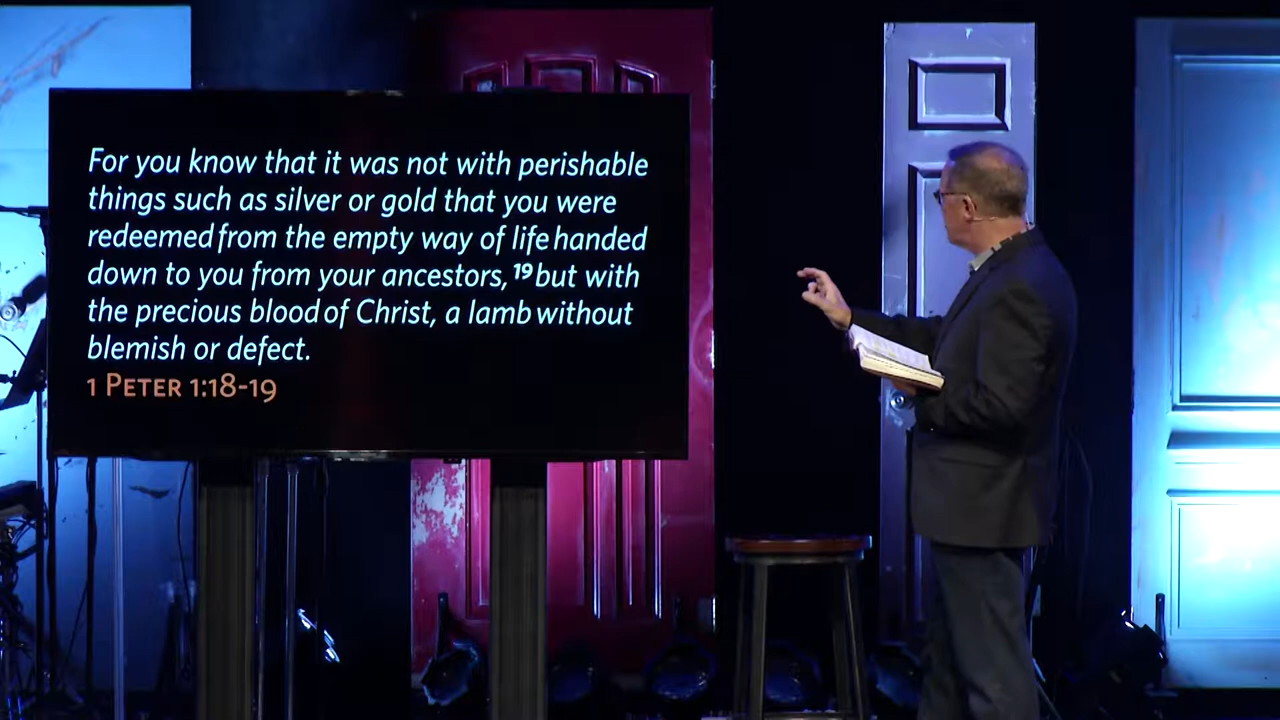 For you know that it was not with perishable
things such as silver or gold that you were
redeemed from the empty way of life handed
down to you from your ancestors, 19 but with
the precious blood of Christ, a lamb without
blemish or defect.
1 Peter 1:18-19